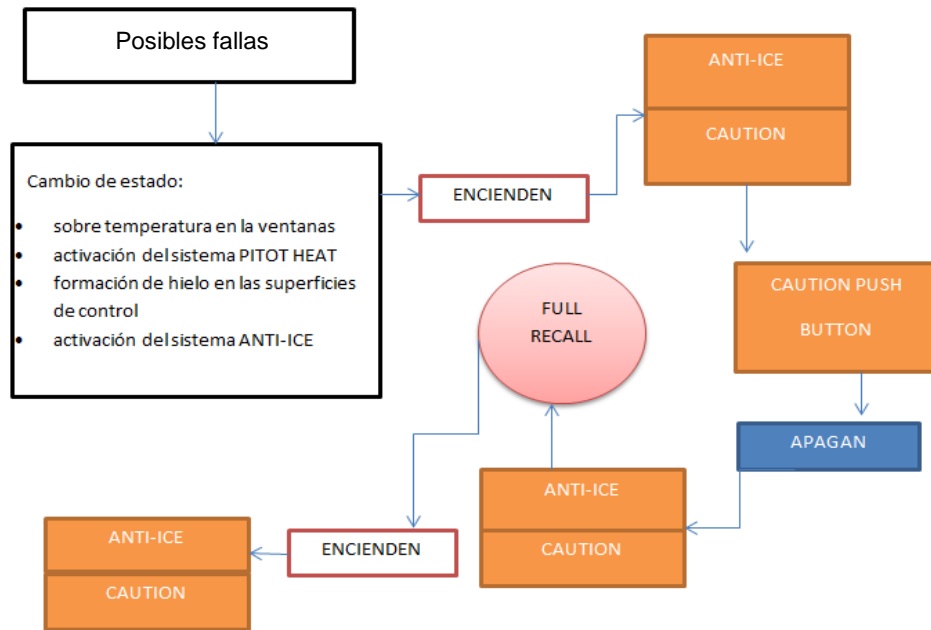 Posibles fallas
Cambio de estado:
• sobre temperatura en la ventanas
• activación del sistema PITOT HEAT
• formación de hielo en las superficies
de control
• activación del sistema ANTI-ICE
ENCIENDEN
ANTI-ICE
CAUTION
CAUTION PUSH
BUTTON
APAGAN
ANTI-ICE
CAUTION
FULL
RECALL
ENCIENDEN
ANTI-ICE
CAUTION